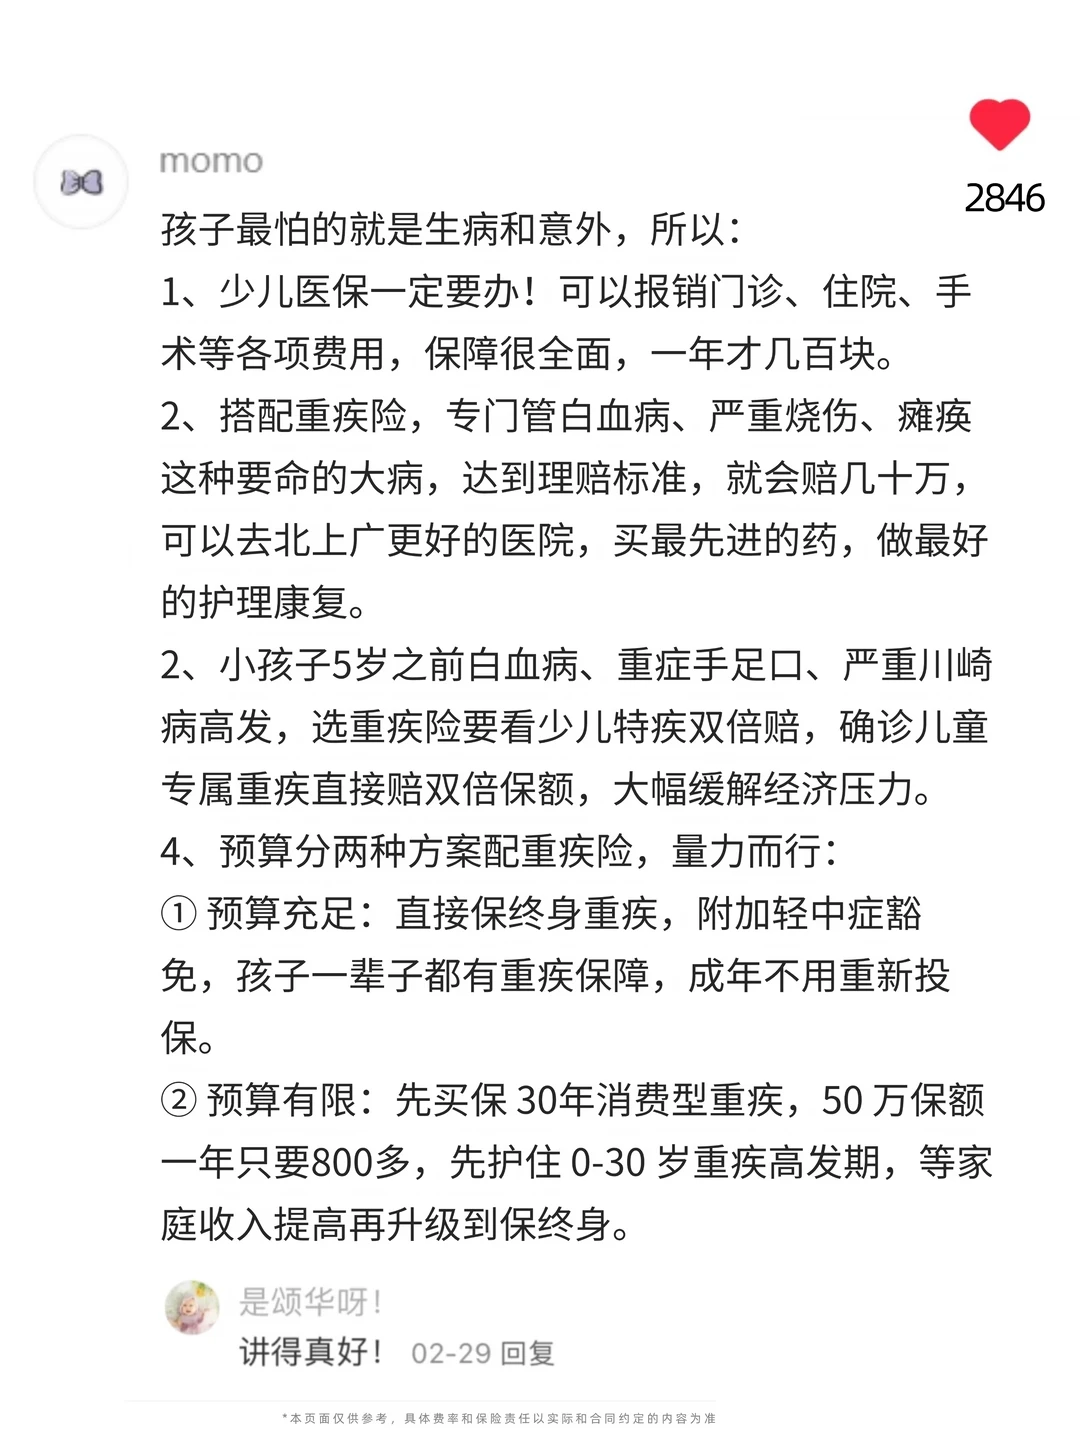 momo
2846
孩子最怕的就是生病和意外，所以：
1、少儿医保一定要办！可以报销门诊、住院、手
术等各项费用，保障很全面，一年才几百块。
2、搭配重疾险，专门管白血病、严重烧伤、瘫痪
这种要命的大病，达到理赔标准，就会赔几十万，
可以去北上广更好的医院，买最先进的药，做最好
的护理康复。
2、小孩子5岁之前白血病、重症手足口、严重川崎
病高发，选重疾险要看少儿特疾双倍赔，确诊儿童
专属重疾直接赔双倍保额，大幅缓解经济压力。
4、预算分两种方案配重疾险，量力而行：
① 预算充足：直接保终身重疾，附加轻中症豁
免，孩子一辈子都有重疾保障，成年不用重新投
保。
② 预算有限：先买保 30年消费型重疾，50 万保额
一年只要800多，先护住 0-30 岁重疾高发期，等家
庭收入提高再升级到保终身。
是颂华呀！
讲得真好！ 02-29 回复
*本页面仅供参考，具体费率和保险责任以实际和合同约定的内容为准